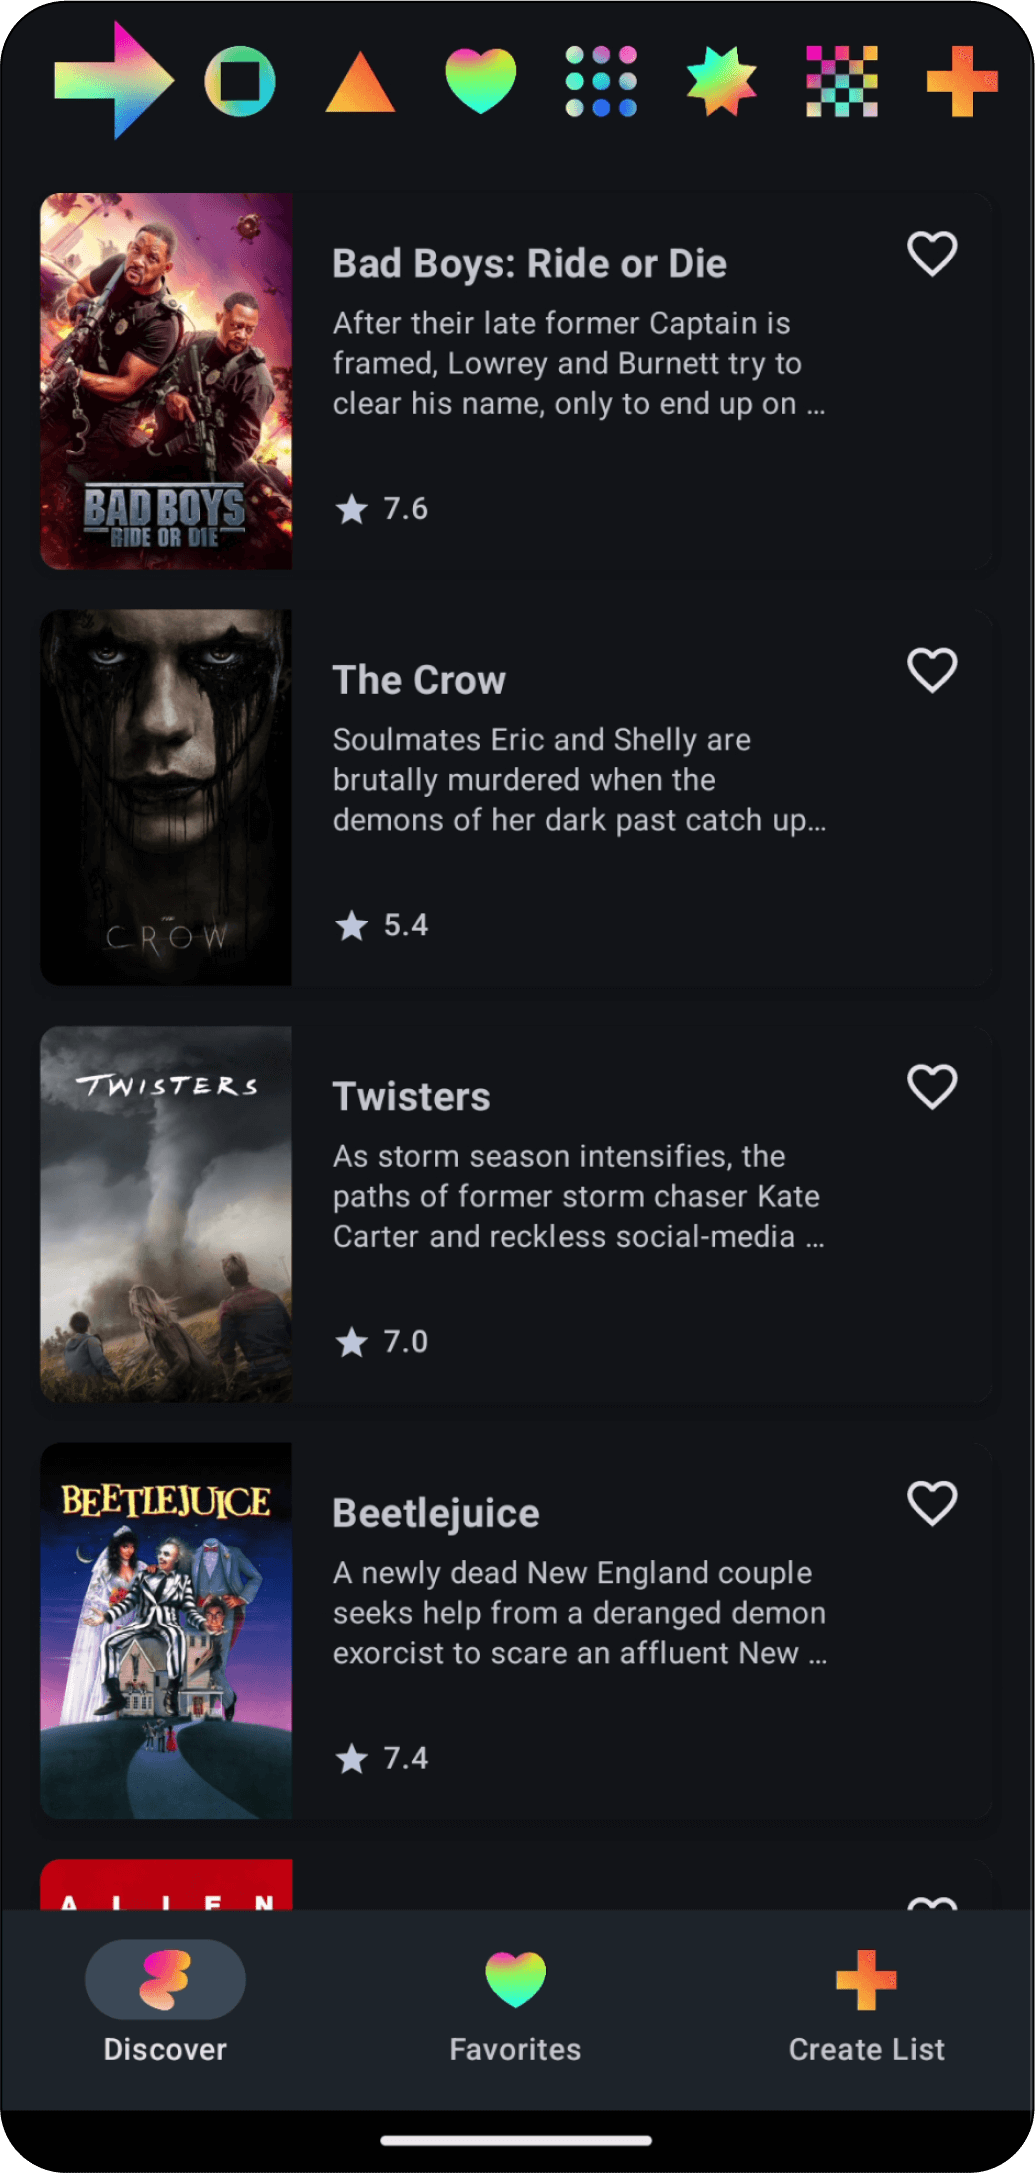 BAD BOYS
RIDE OR DIE
Bad Boys: Ride or Die
After their late former Captain is
framed, Lowrey and Burnett try to
clear his name, only to end up on ...
7.6
THE
CROW
The Crow
Soulmates Eric and Shelly are
brutally murdered when the
demons of her dark past catch up...
5.4
TWISTERS
Twisters
As storm season intensifies, the
paths of former storm chaser Kate
Carter and reckless social-media ...
7.0
BEETLEJUICE
Beetlejuice
A newly dead New England couple
seeks help from a deranged demon
exorcist to scare an affluent New ...
7.4
ALIEN
Discover
Favorites
Create List